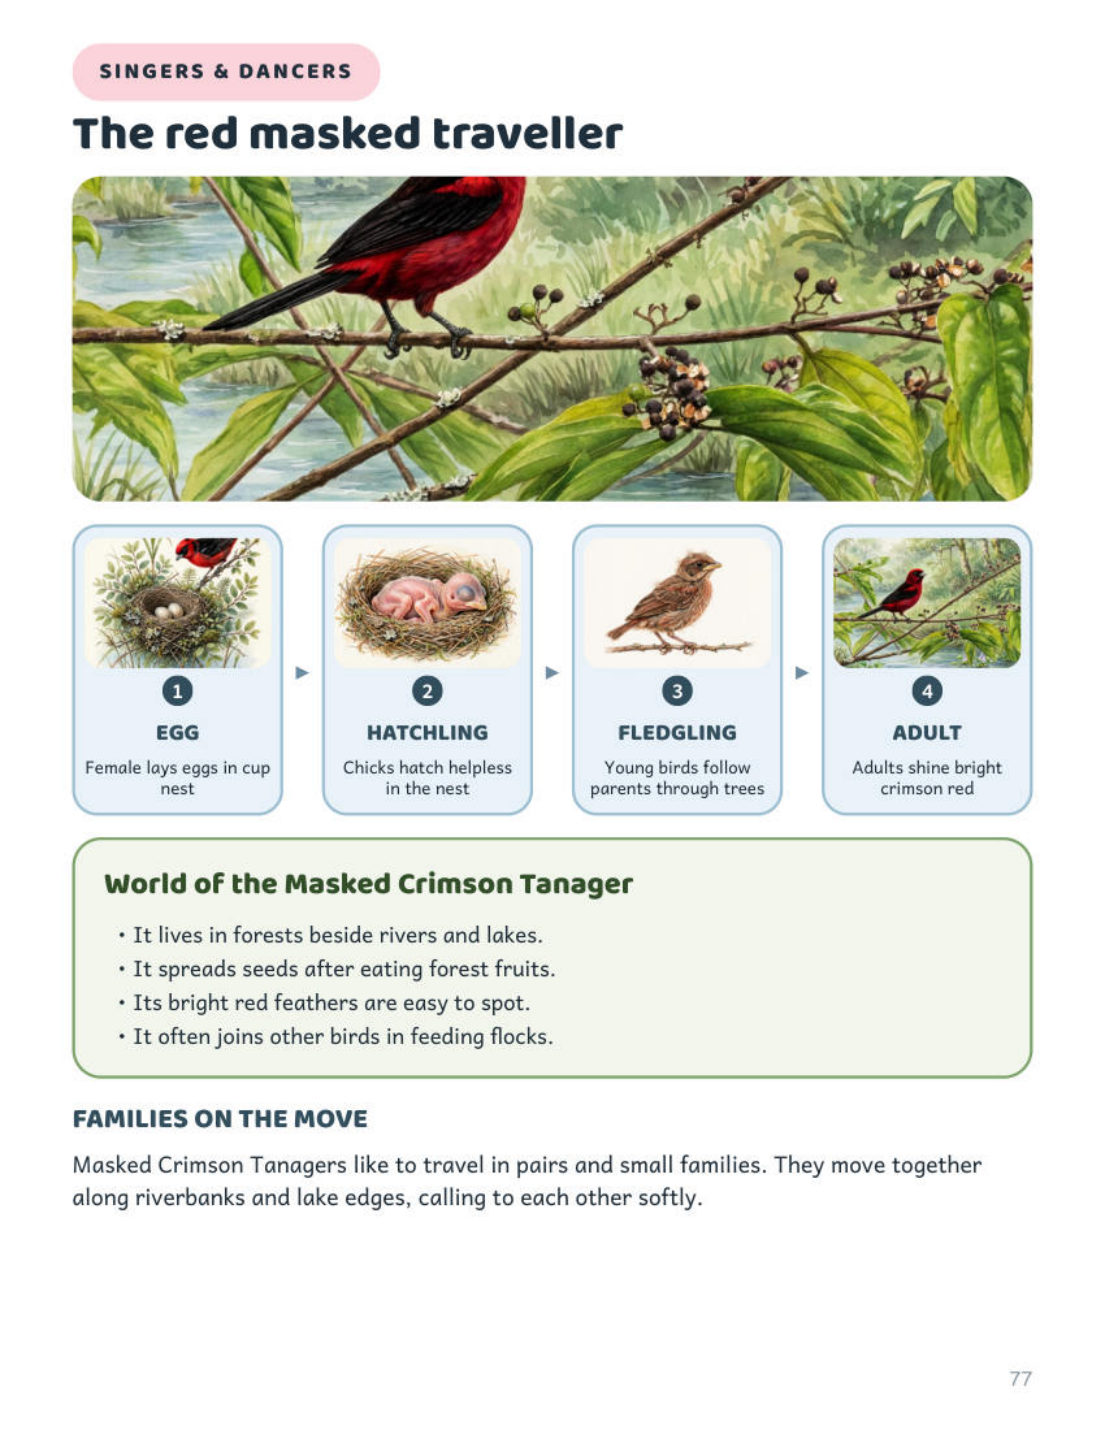 SINGERS & DANCERS
The red masked traveller
1
EGG
Female lays eggs in cup
nest
2
HATCHLING
Chicks hatch helpless
in the nest
3
FLEDGLING
Young birds follow
parents through trees
4
ADULT
Adults shine bright
crimson red
World of the Masked Crimson Tanager
• It lives in forests beside rivers and lakes.
• It spreads seeds after eating forest fruits.
• Its bright red feathers are easy to spot.
• It often joins other birds in feeding flocks.
FAMILIES ON THE MOVE
Masked Crimson Tanagers like to travel in pairs and small families. They move together
along riverbanks and lake edges, calling to each other softly.
77